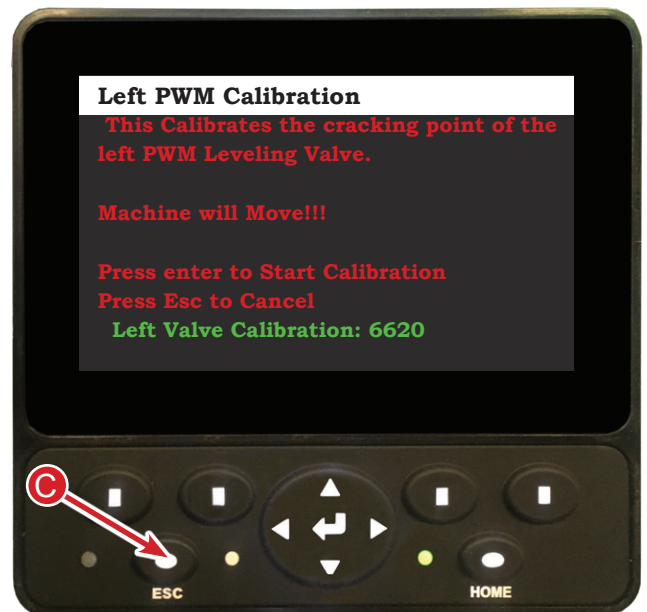 Left PWM Calibration
This Calibrates the cracking point of the
left PWM Leveling Valve.
Machine will Move!!!
Press enter to Start Calibration
Press Esc to Cancel
Left Valve Calibration: 6620
C
ESC
HOME